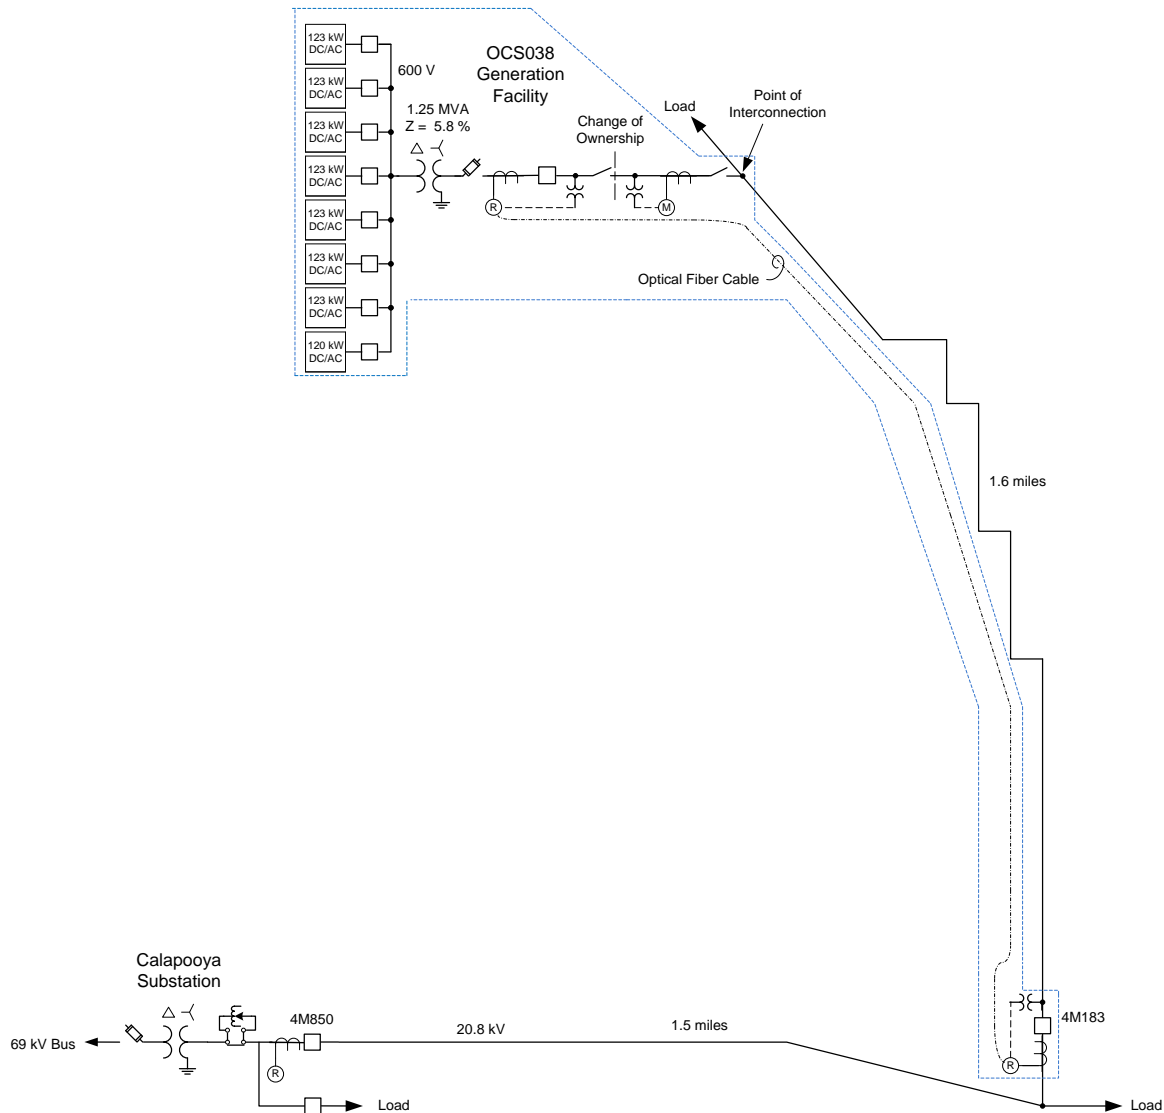 123 kW
DC/AC
123 kW
DC/AC
123 kW
DC/AC
123 kW
DC/AC
123 kW
DC/AC
123 kW
DC/AC
123 kW
DC/AC
120 kW
DC/AC
600 V
OCS038
Generation
Facility
1.25 MVA
Z = 5.8 %
Change of
Ownership
Load
Point of
Interconnection
R
M
Optical Fiber Cable
1.6 miles
Calapooya
Substation
69 kV Bus
4M850
R
20.8 kV
1.5 miles
4M183
R
Load
Load